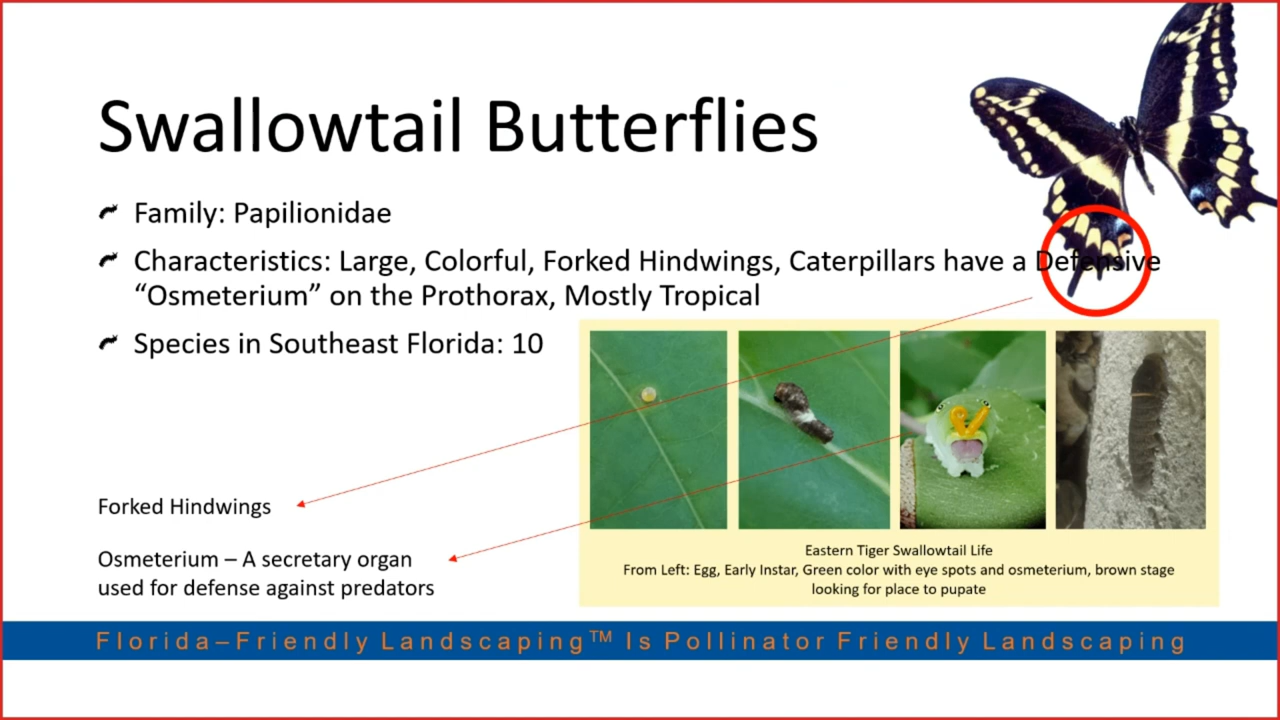 Swallowtail Butterflies
Family: Papilionidae
Characteristics: Large, Colorful, Forked Hindwings, Caterpillars have a Defensive
“Osmeterium” on the Prothorax, Mostly Tropical
Species in Southeast Florida: 10
Forked Hindwings
Osmeterium – A secretary organ
used for defense against predators
Eastern Tiger Swallowtail Life
From Left: Egg, Early Instar, Green color with eye spots and osmeterium, brown stage
looking for place to pupate
Florida–Friendly Landscaping™ Is Pollinator Friendly Landscaping